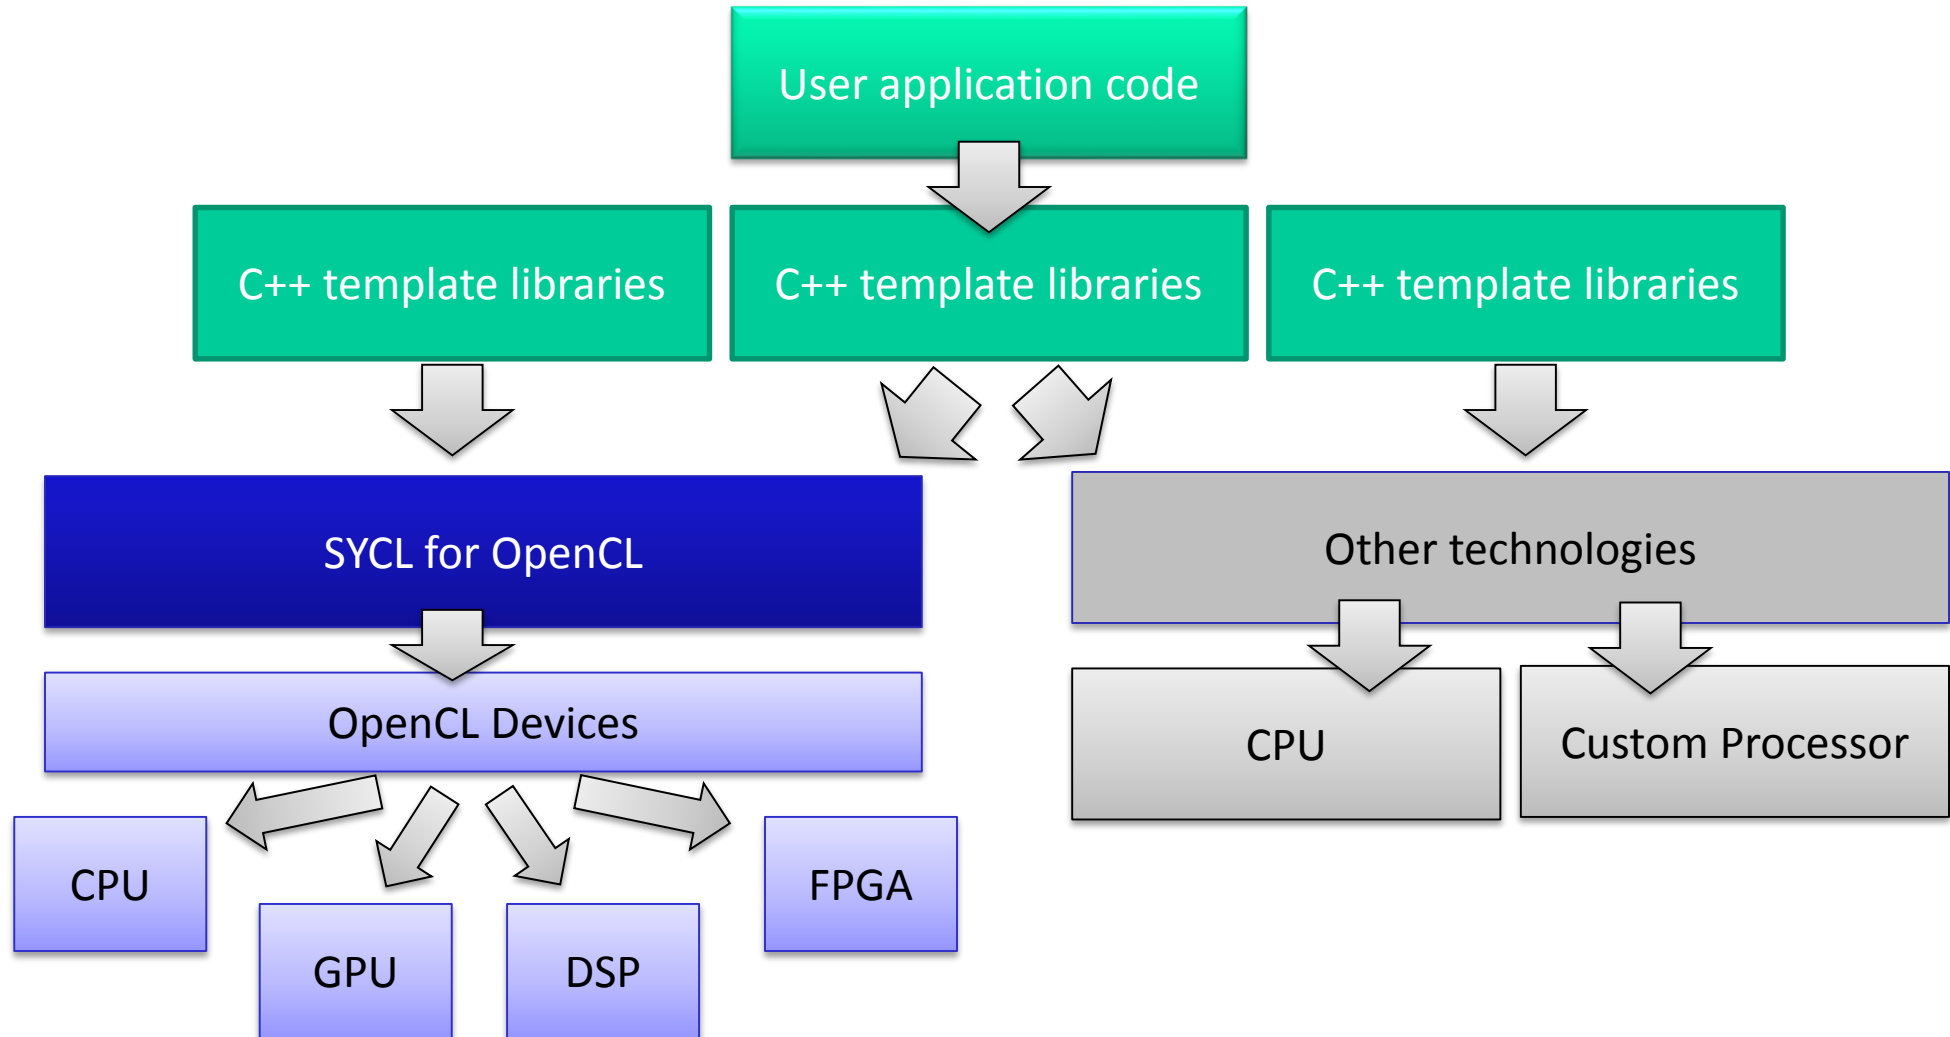 User application code
C++ template libraries
C++ template libraries
C++ template libraries
SYCL for OpenCL
Other technologies
OpenCL Devices
CPU
Custom Processor
CPU
GPU
DSP
FPGA